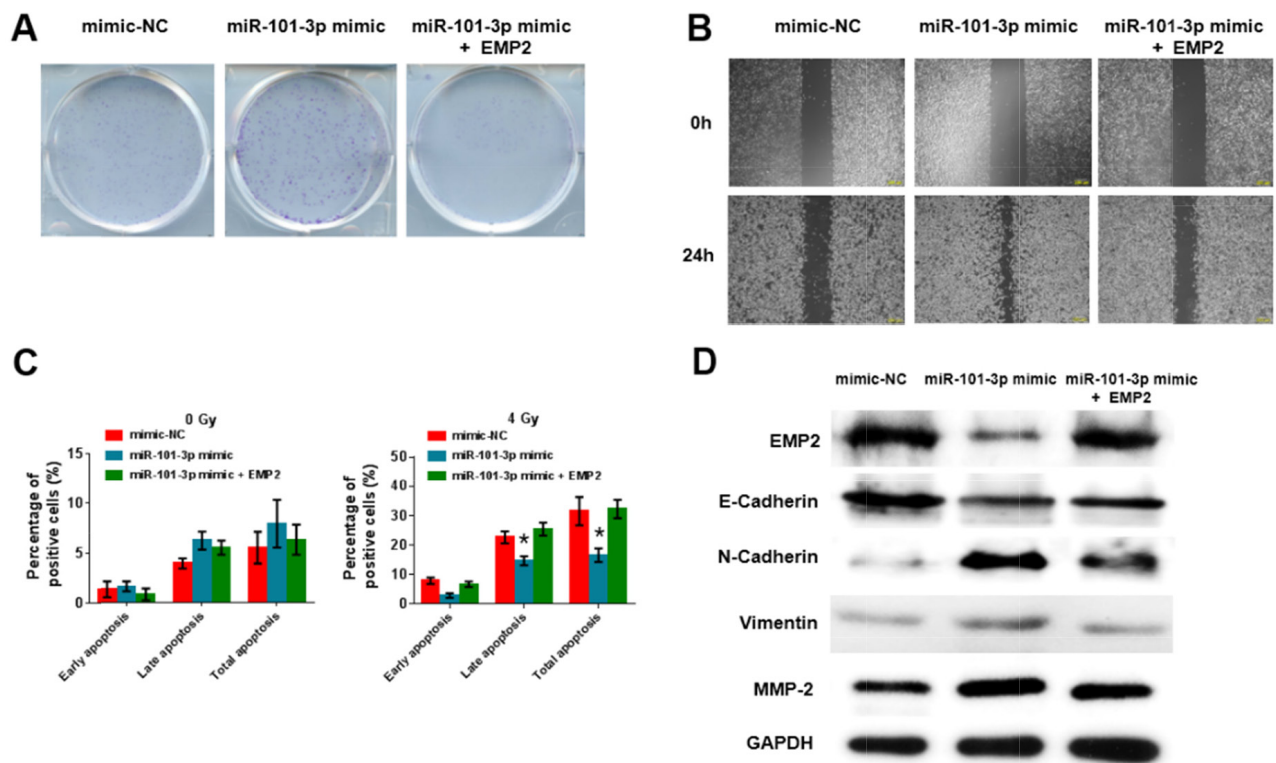 A
mimic-NC
miR-101-3p mimic
miR-101-3p mimic
+ EMP2
B
mimic-NC
miR-101-3p mimic
miR-101-3p mimic
+ EMP2
0h
24h
C
0 Gy
mimic-NC
miR-101-3p mimic
miR-101-3p mimic + EMP2
Percentage of
positive cells (%)
15
10
5
0
Early apoptosis
Late apoptosis
Total apoptosis
4 Gy
mimic-NC
miR-101-3p mimic
miR-101-3p mimic + EMP2
Percentage of
positive cells (%)
50
40
30
20
10
0
*
*
Early apoptosis
Late apoptosis
Total apoptosis
D
mimic-NC
miR-101-3p mimic
miR-101-3p mimic
+ EMP2
EMP2
E-Cadherin
N-Cadherin
Vimentin
MMP-2
GAPDH